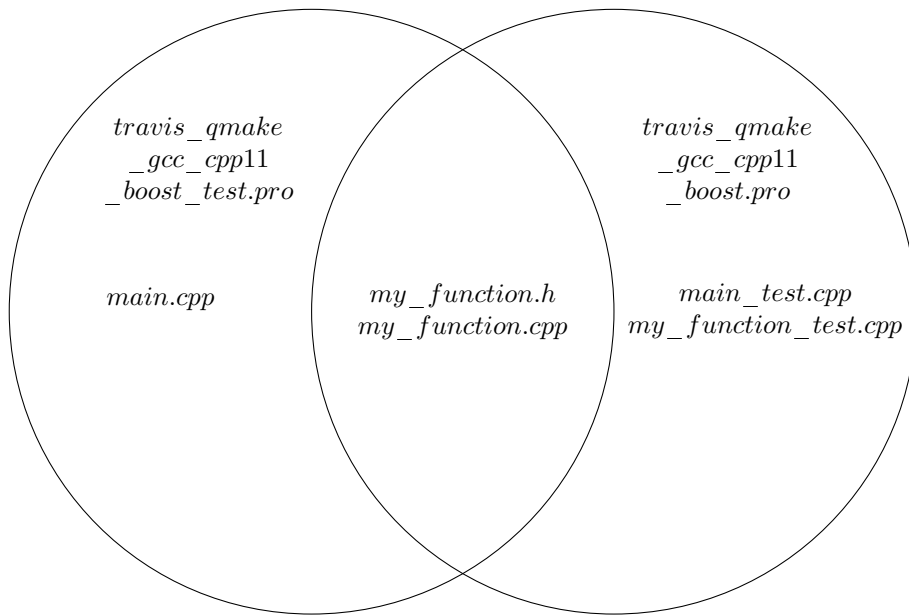 travis_qmake
_gcc_cpp11
_boost_test.pro
main.cpp
my_function.h
my_function.cpp
travis_qmake
_gcc_cpp11
_boost.pro
main_test.cpp
my_function_test.cpp